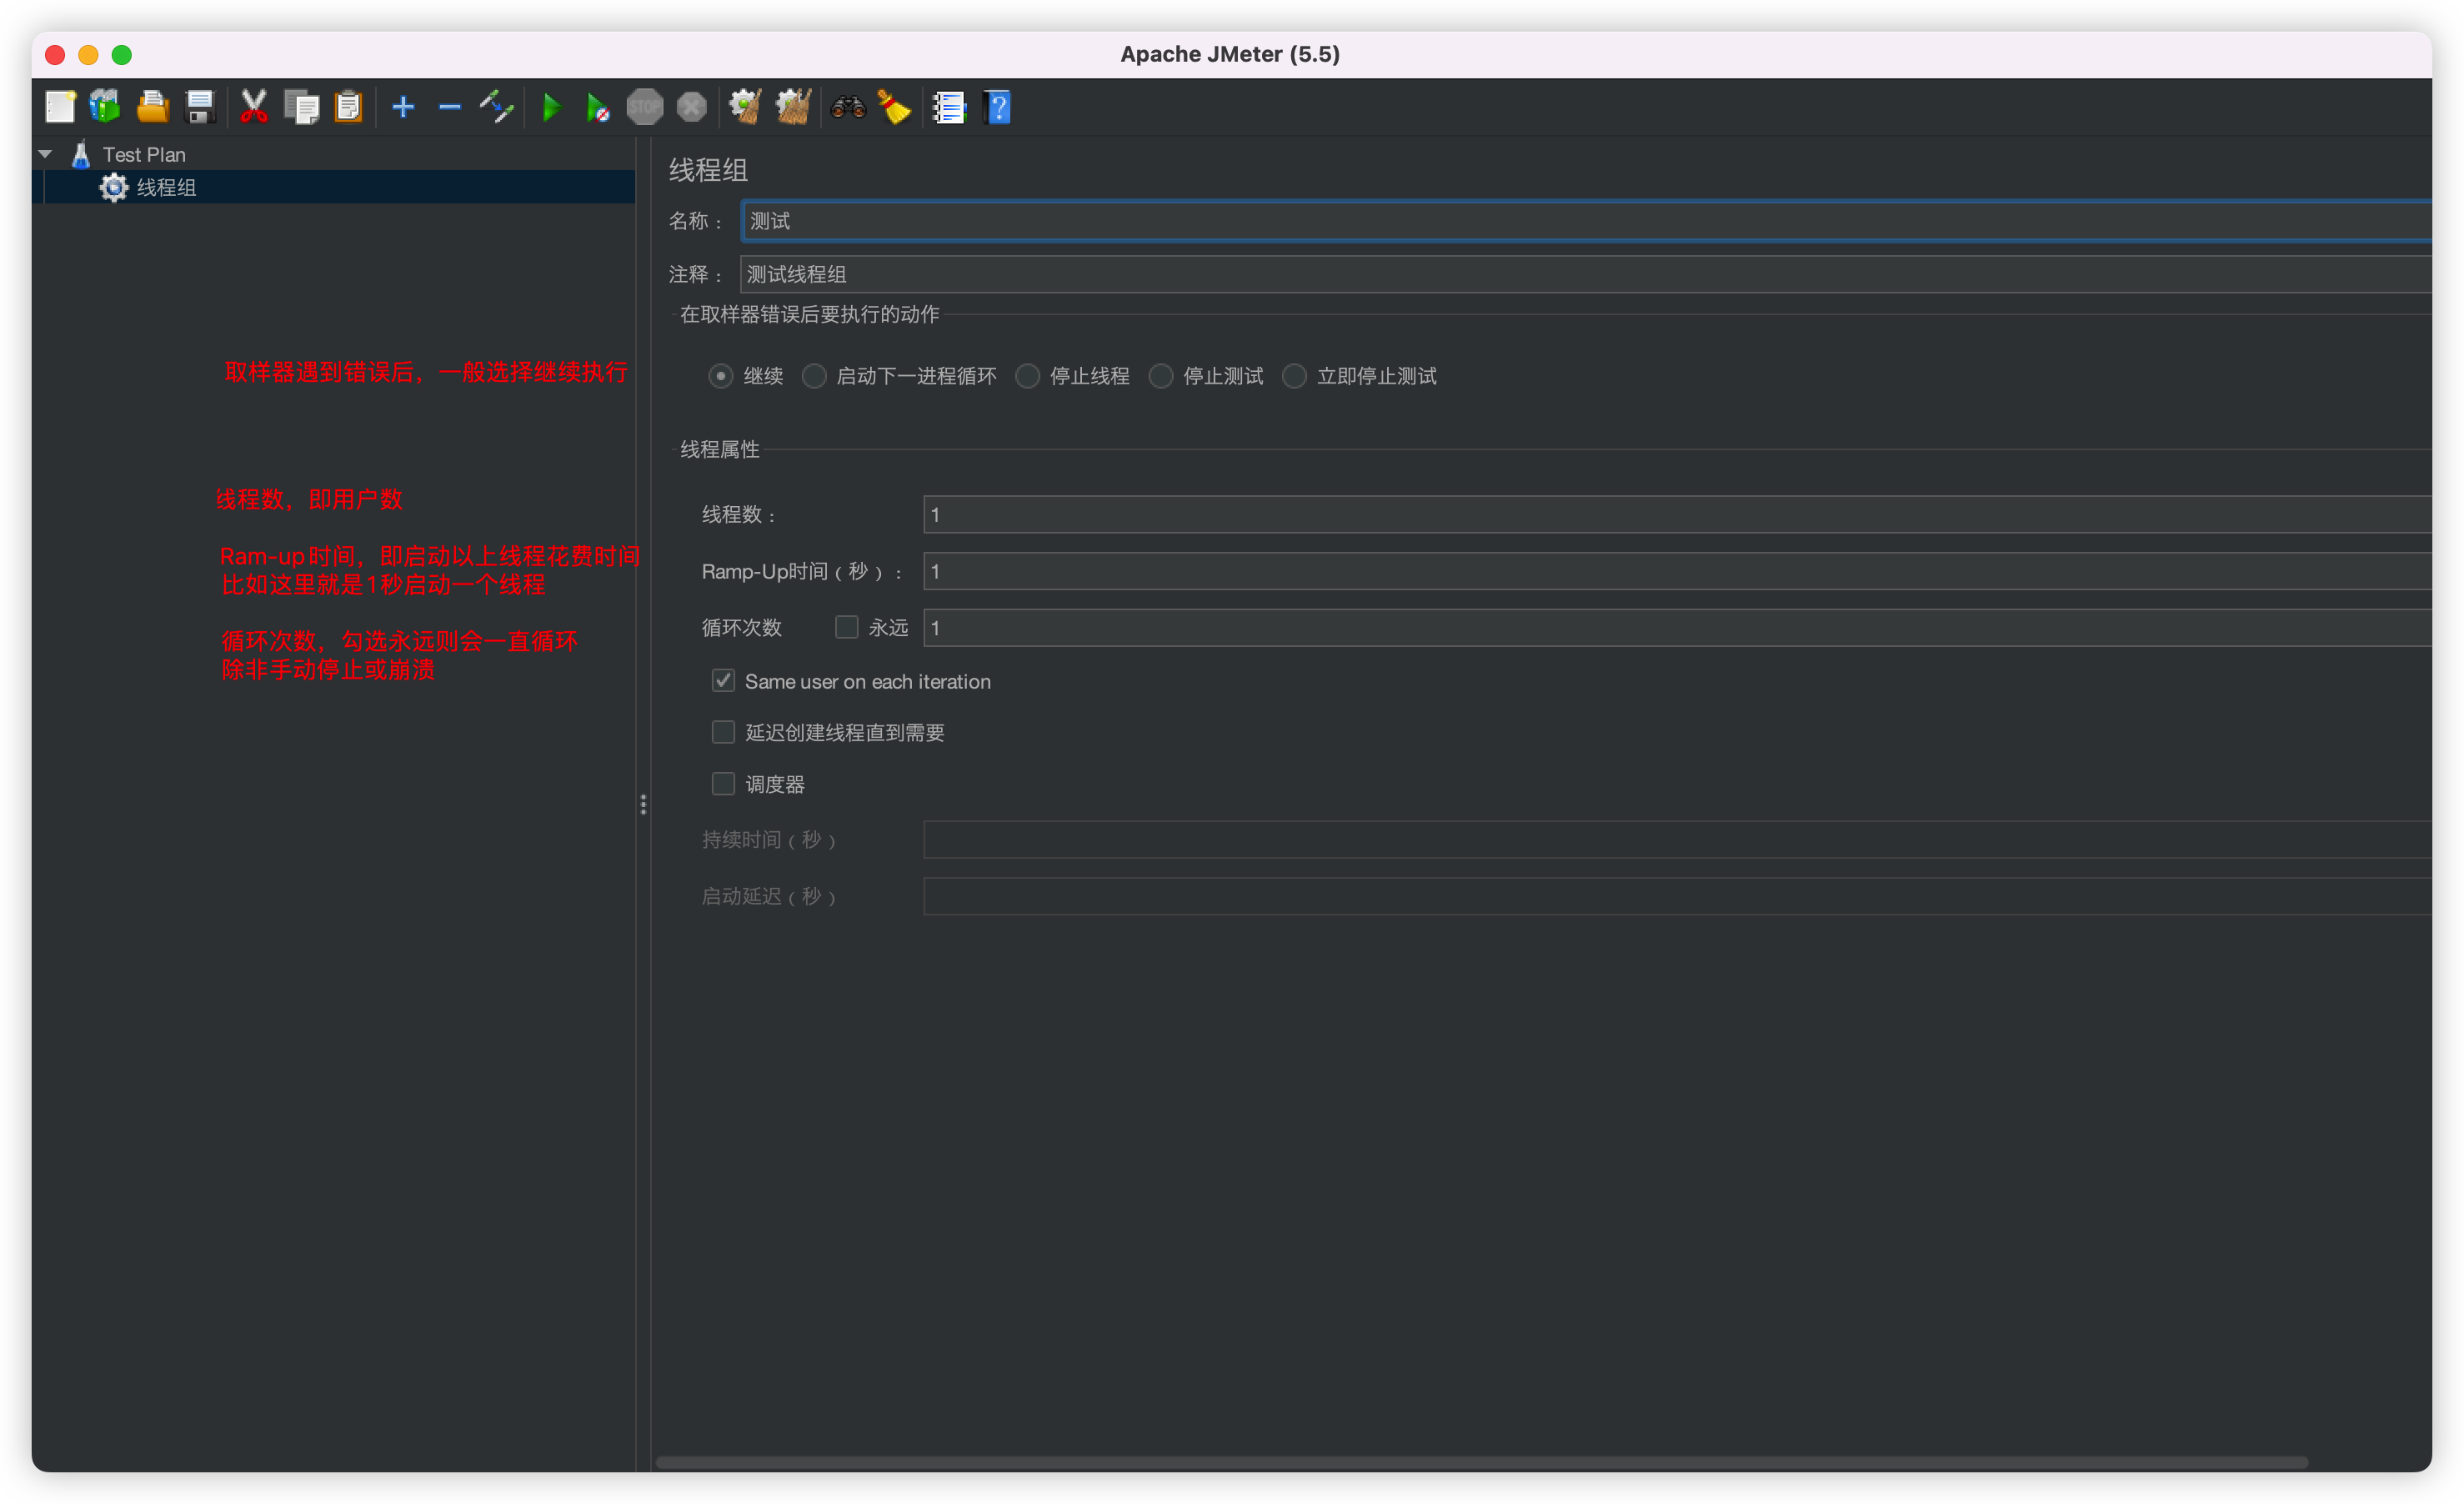 Apache JMeter (5.5)
STOP
Test Plan
线程组
线程组
名称：
测试
注释：
测试线程组
在取样器错误后要执行的动作
取样器遇到错误后，一般选择继续执行
继续
启动下一进程循环
停止线程
停止测试
立即停止测试
线程属性
线程数，即用户数
线程数：
1
Ram-up时间，即启动以上线程花费时间
比如这里就是1秒启动一个线程
Ramp-Up时间（秒）：
1
循环次数，勾选永远则会一直循环
除非手动停止或崩溃
循环次数
永远
1
Same user on each iteration
延迟创建线程直到需要
调度器
持续时间（秒）
启动延迟（秒）